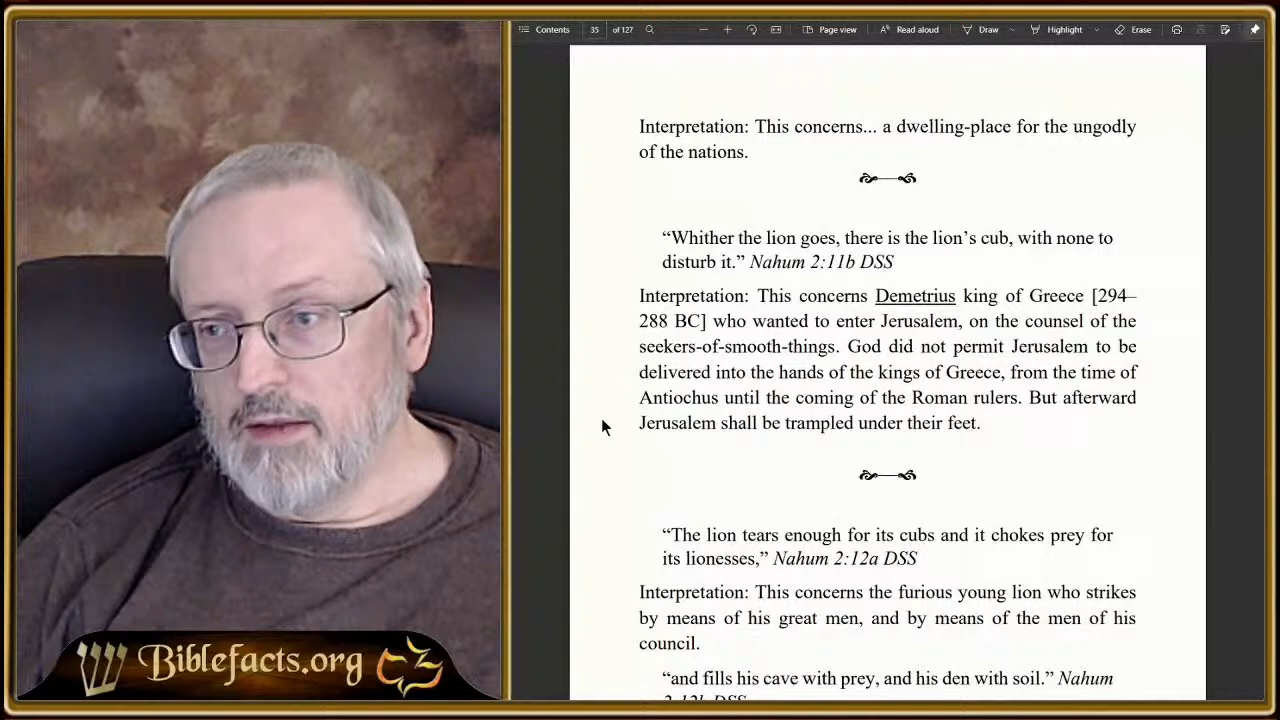 Contents
35 of 127
Page view
Read aloud
Draw
Highlight
Erase
Interpretation: This concerns... a dwelling-place for the ungodly
of the nations.
“Whither the lion goes, there is the lion’s cub, with none to
disturb it.” Nahum 2:11b DSS
Interpretation: This concerns Demetrius king of Greece [294–
288 BC] who wanted to enter Jerusalem, on the counsel of the
seekers-of-smooth-things. God did not permit Jerusalem to be
delivered into the hands of the kings of Greece, from the time of
Antiochus until the coming of the Roman rulers. But afterward
Jerusalem shall be trampled under their feet.
“The lion tears enough for its cubs and it chokes prey for
its lionesses,” Nahum 2:12a DSS
Interpretation: This concerns the furious young lion who strikes
by means of his great men, and by means of the men of his
council.
“and fills his cave with prey, and his den with soil.” Nahum
2:12b DSS
Biblefacts.org